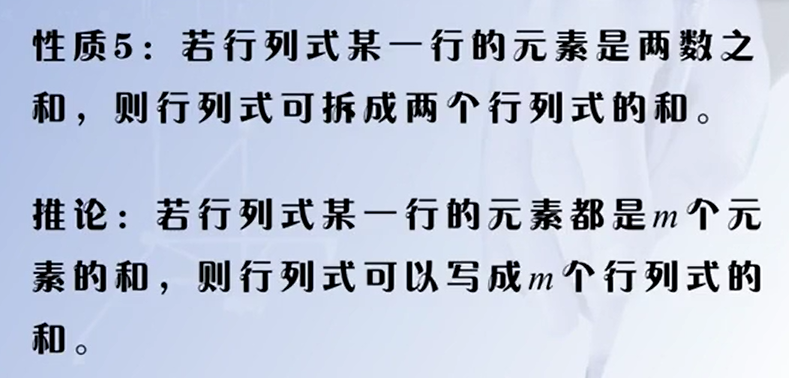 性质5：若行列式某一行的元素是两数之
和，则行列式可拆成两个行列式的和。
推论：若行列式某一行的元素都是m个元
素的和，则行列式可以写成m个行列式的
和。